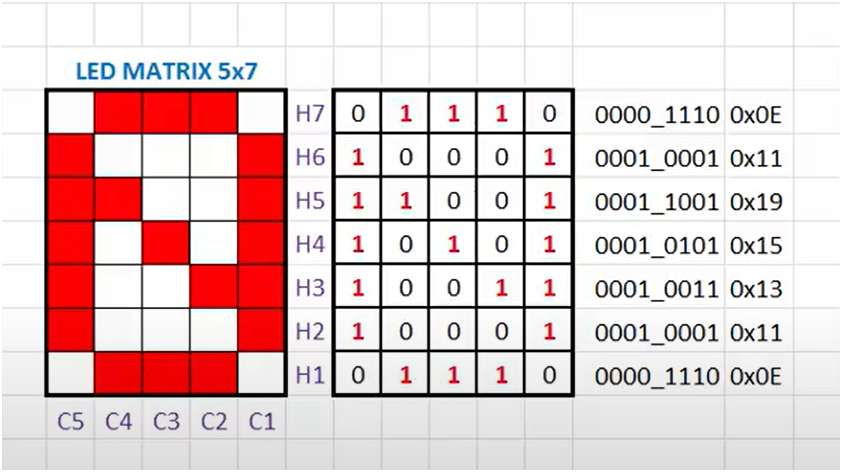 LED MATRIX 5x7
H7 0 1 1 1 0 0000_1110 0x0E
H6 1 0 0 0 1 0001_0001 0x11
H5 1 1 0 0 1 0001_1001 0x19
H4 1 0 1 0 1 0001_0101 0x15
H3 1 0 0 1 1 0001_0011 0x13
H2 1 0 0 0 1 0001_0001 0x11
H1 0 1 1 1 0 0000_1110 0x0E
C5 C4 C3 C2 C1